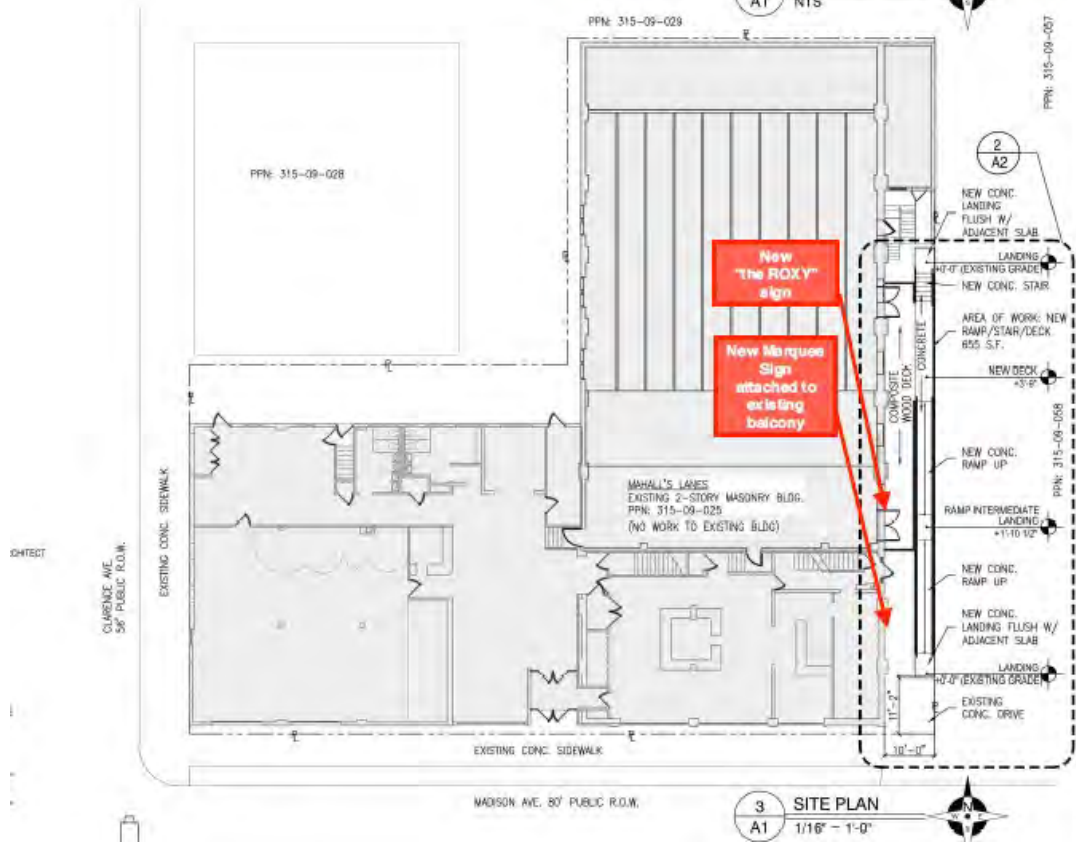 A1
NTS
PPN: 315-09-029
PPN: 315-09-057
PPN: 315-09-028
2
A2
NEW CONC.
LANDING
FLUSH W/
ADJACENT SLAB
LANDING
+0'-0" (EXISTING GRADE)
NEW CONC. STAIR
AREA OF WORK: NEW
RAMP/STAIR/DECK
655 S.F.
NEW DECK
+3'-9"
New
"the ROXY"
sign
New Marquee
Sign
attached to
existing
balcony
CONCRETE
COMPOSITE
WOOD DECK
PPN: 315-09-058
NEW CONC.
RAMP UP
MAHALL'S LANES
EXISTING 2-STORY MASONRY BLDG.
PPN: 315-09-025
(NO WORK TO EXISTING BLDG)
RAMP INTERMEDIATE
LANDING
+1'-10 1/2"
NEW CONC.
RAMP UP
NEW CONC.
LANDING FLUSH W/
ADJACENT SLAB
LANDING
+0'-0" (EXISTING GRADE)
EXISTING
CONC. DRIVE
11'-2"
10'-0"
CLARENCE AVE.
56' PUBLIC R.O.W.
EXISTING CONC. SIDEWALK
EXISTING CONC. SIDEWALK
MADISON AVE. 80' PUBLIC R.O.W.
3
A1
SITE PLAN
1/16" = 1'-0"
N
W
E
S